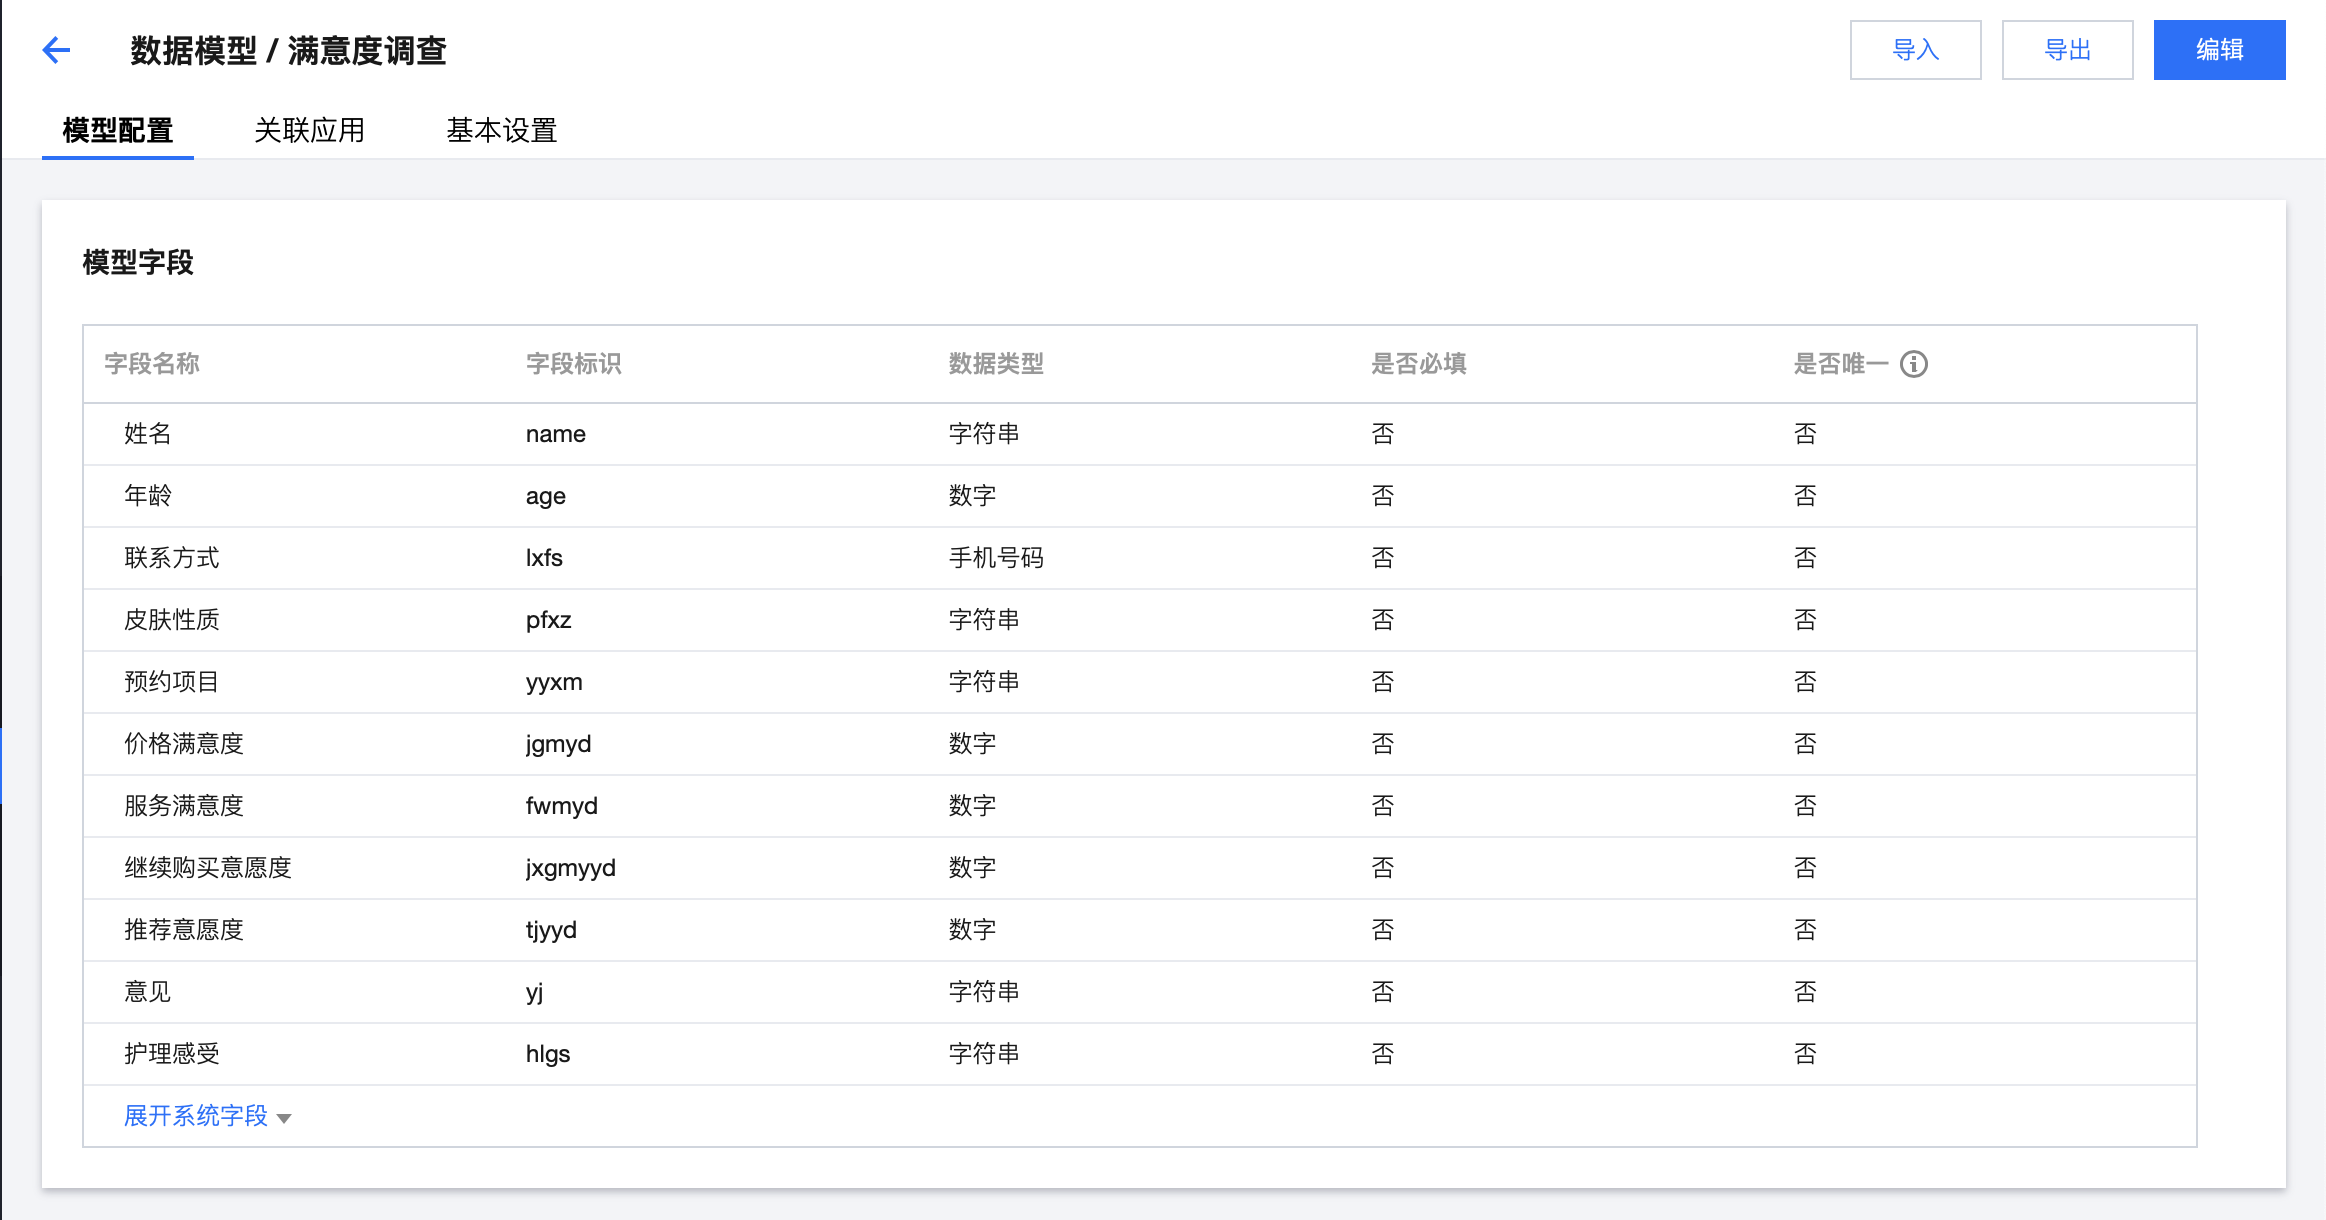 数据模型 / 满意度调查 导入 导出 编辑
模型配置 关联应用 基本设置
模型字段
字段名称 字段标识 数据类型 是否必填 是否唯一
姓名 name 字符串 否 否
年龄 age 数字 否 否
联系方式 lxfs 手机号码 否 否
皮肤性质 pfxz 字符串 否 否
预约项目 yyxm 字符串 否 否
价格满意度 jgmyd 数字 否 否
服务满意度 fwmyd 数字 否 否
继续购买意愿度 jxgmyyd 数字 否 否
推荐意愿度 tjyyd 数字 否 否
意见 yj 字符串 否 否
护理感受 hlgs 字符串 否 否
展开系统字段